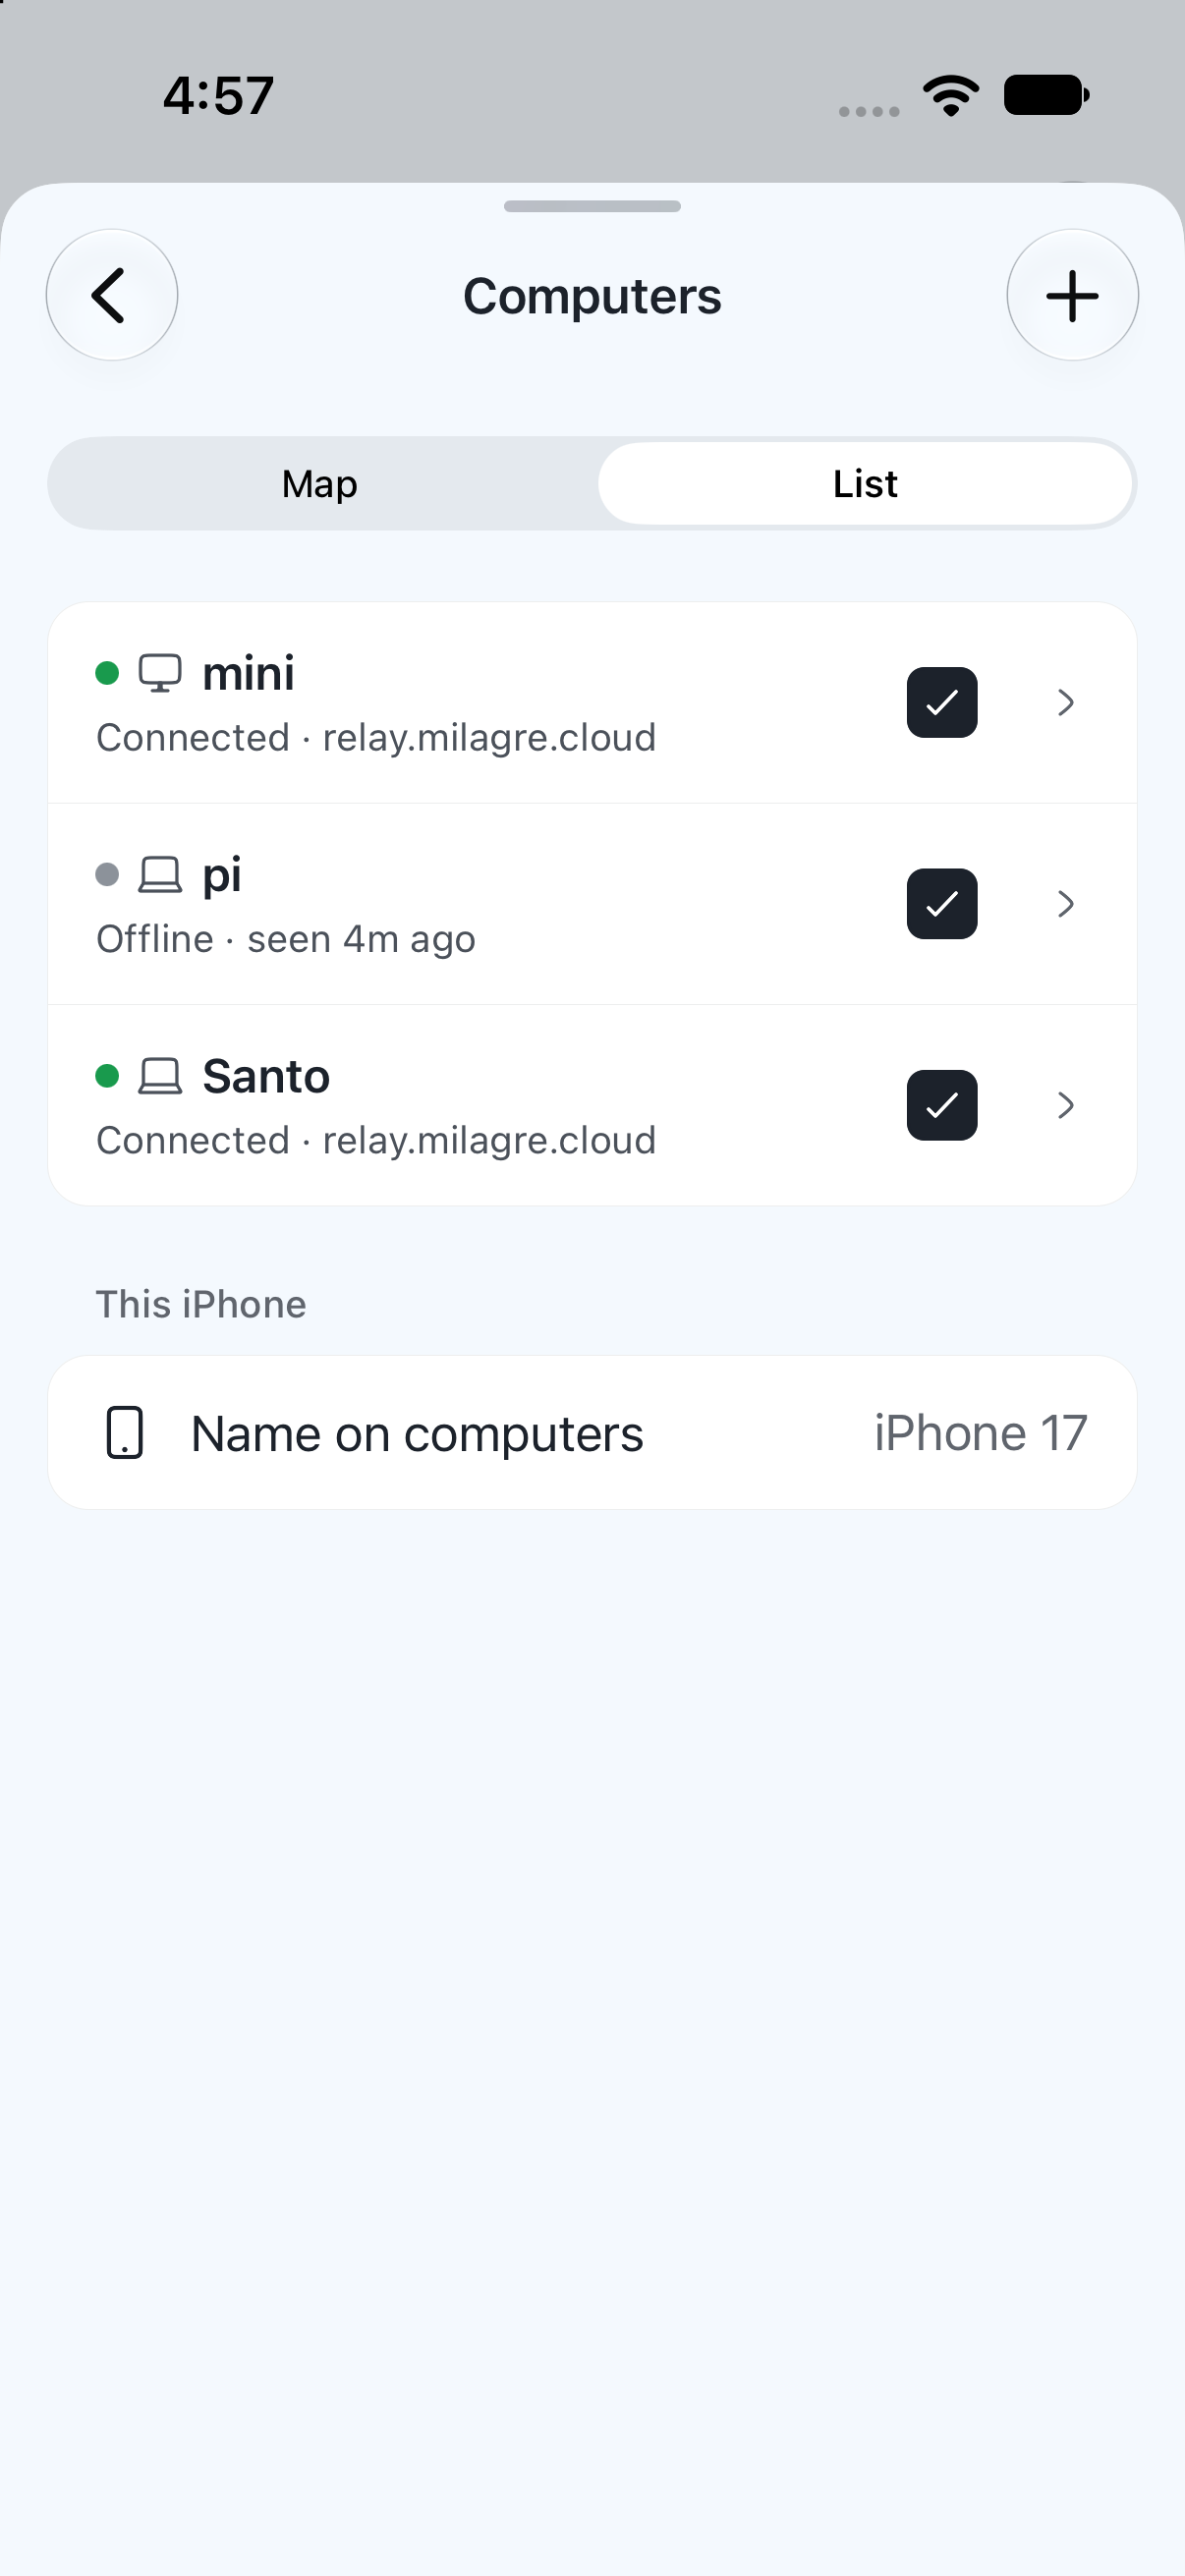 4:57
Computers
Map
List
mini
Connected · relay.milagre.cloud
pi
Offline · seen 4m ago
Santo
Connected · relay.milagre.cloud
This iPhone
Name on computers
iPhone 17